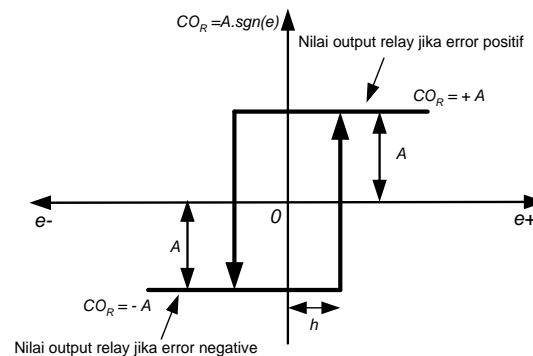 CO_R =A.sgn(e)
Nilai output relay jika error positif
CO_R = + A
A
e-
0
e+
A
CO_R = - A
h
Nilai output relay jika error negative